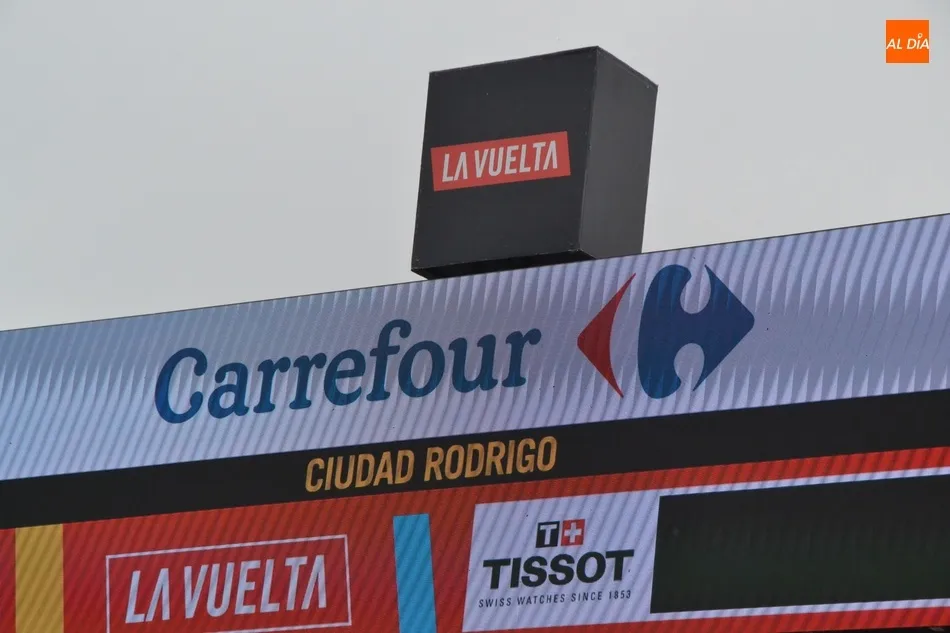 AL DÍA
LA VUELTA
Carrefour
CIUDAD RODRIGO
LA VUELTA
T+
TISSOT
SWISS WATCHES SINCE 1853